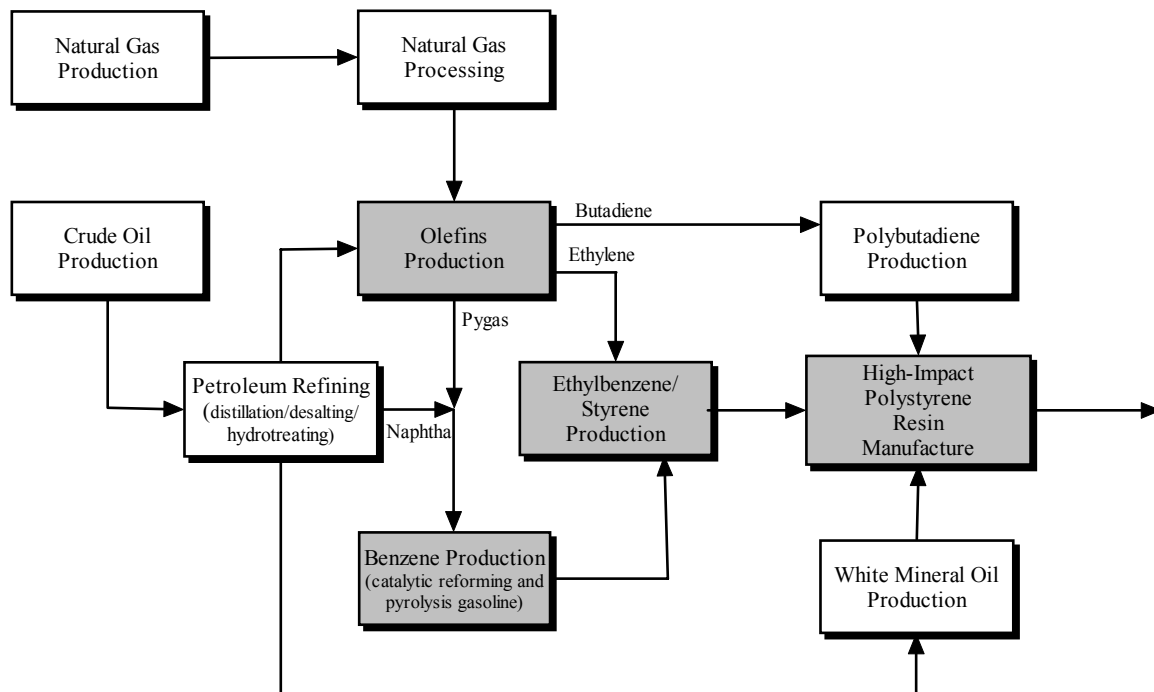 Natural Gas
Production
Natural Gas
Processing
Crude Oil
Production
Olefins
Production
Butadiene
Ethylene
Pygas
Polybutadiene
Production
Petroleum Refining
(distillation/desalting/
hydrotreating)
Naphtha
Ethylbenzene/
Styrene
Production
High-Impact
Polystyrene
Resin
Manufacture
Benzene Production
(catalytic reforming and
pyrolysis gasoline)
White Mineral Oil
Production